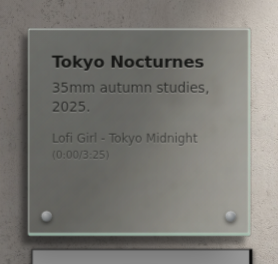 Tokyo Nocturnes
35mm autumn studies,
2025.
Lofi Girl - Tokyo Midnight
(0:00/3:25)